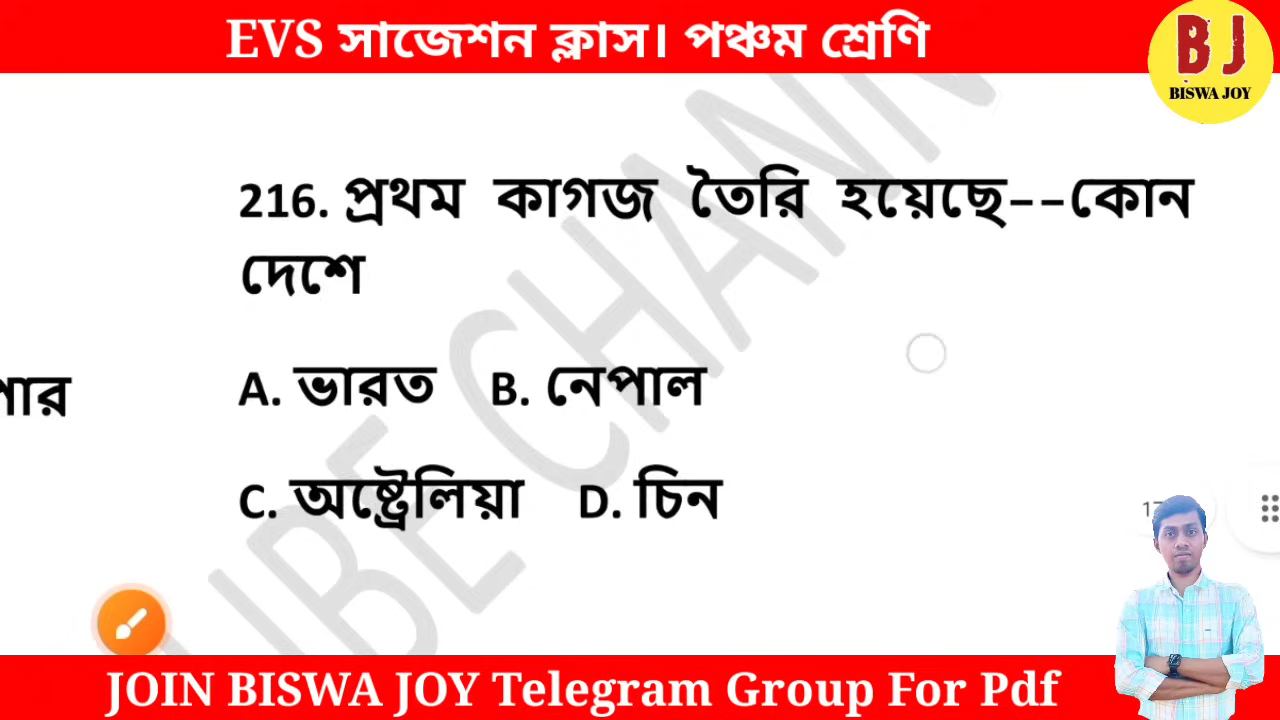 EVS সাজেশন ক্লাস। পঞ্চম শ্রেণি
BJ
BISWA JOY
216. প্রথম কাগজ তৈরি হয়েছে--কোন
দেশে
A. ভারত B. নেপাল
C. অষ্ট্রেলিয়া D. চিন
JOIN BISWA JOY Telegram Group For Pdf